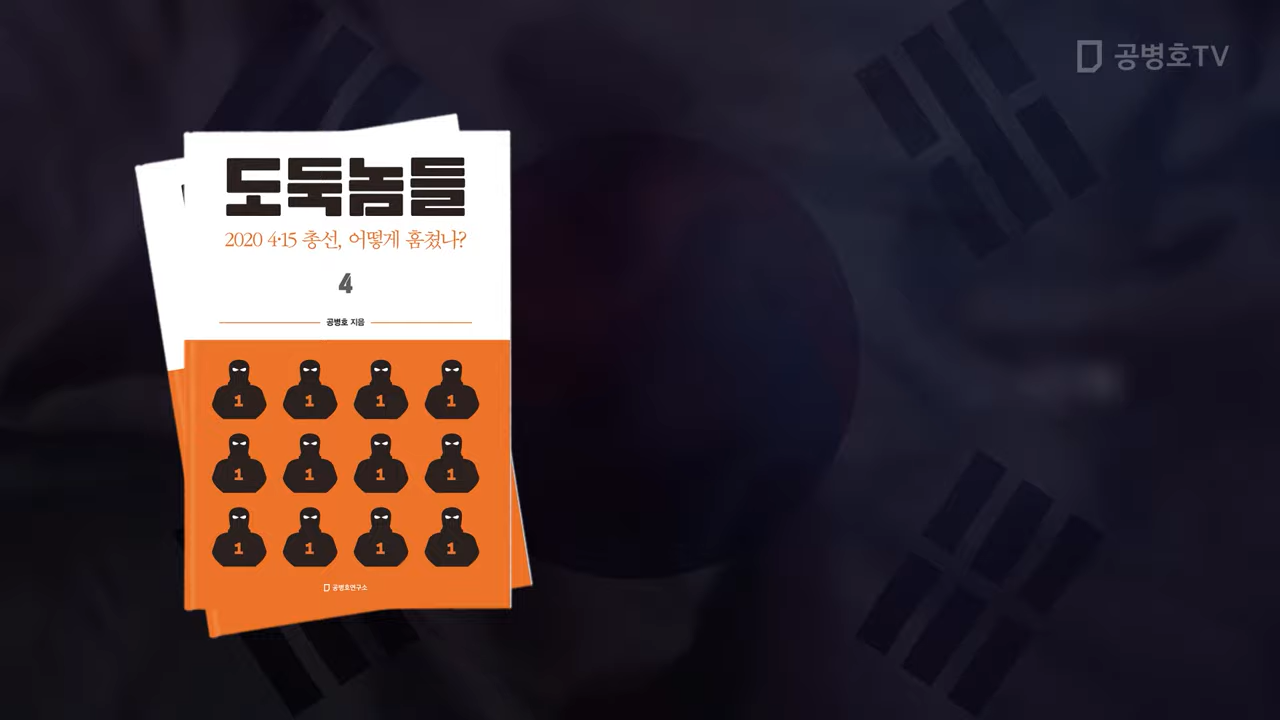 공병호TV
도둑놈들
2020 4·15 총선, 어떻게 훔쳤나?
4
공병호 지음
1 1 1 1
1 1 1 1
1 1 1 1
공병호연구소